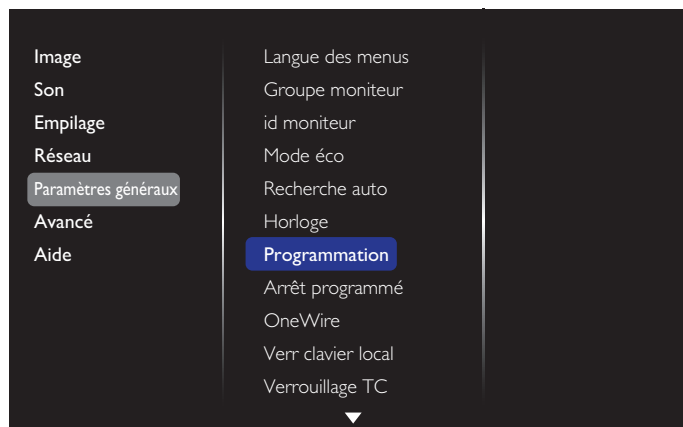 Image
Son
Empilage
Réseau
Paramètres généraux
Avancé
Aide
Langue des menus
Groupe moniteur
id moniteur
Mode éco
Recherche auto
Horloge
Programmation
Arrêt programmé
OneWire
Verr clavier local
Verrouillage TC